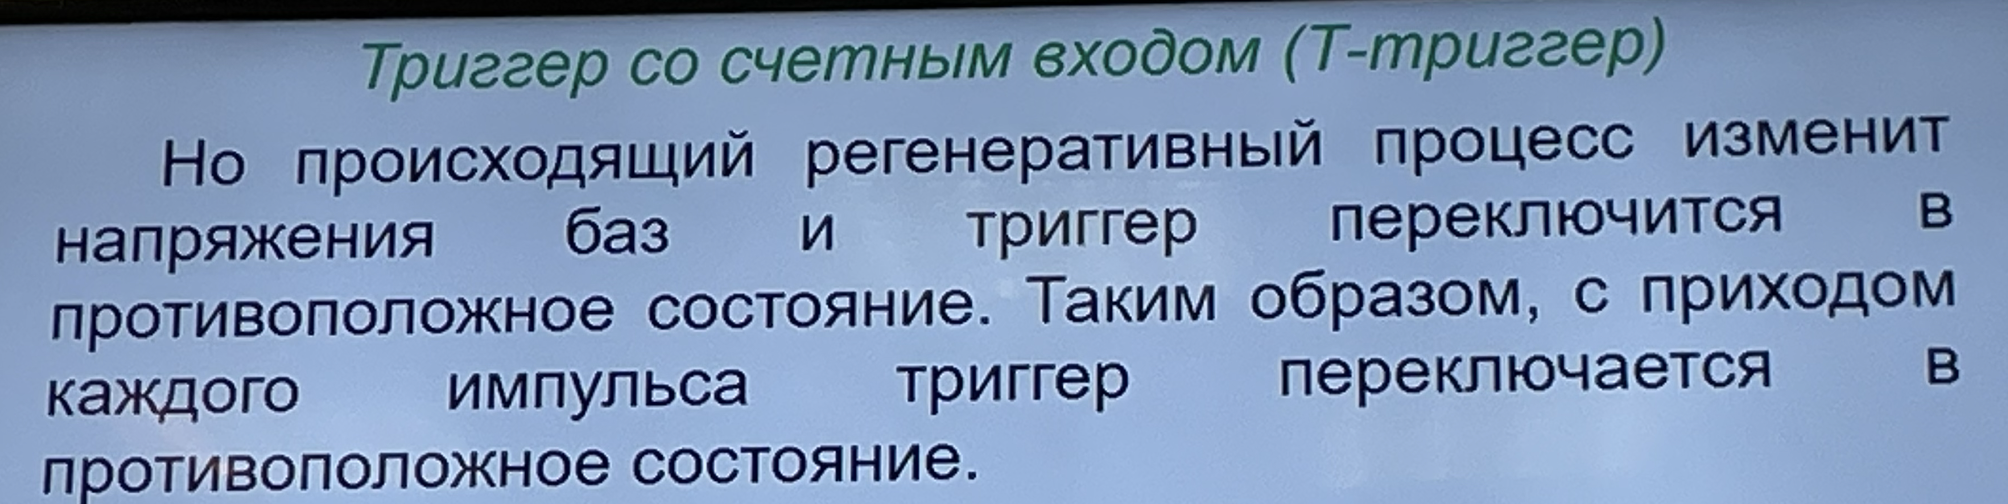 Триггер со счетным входом (Т-триггер)
Но происходящий регенеративный процесс изменит
напряжения баз и триггер переключится в
противоположное состояние. Таким образом, с приходом
каждого импульса триггер переключается в
противоположное состояние.